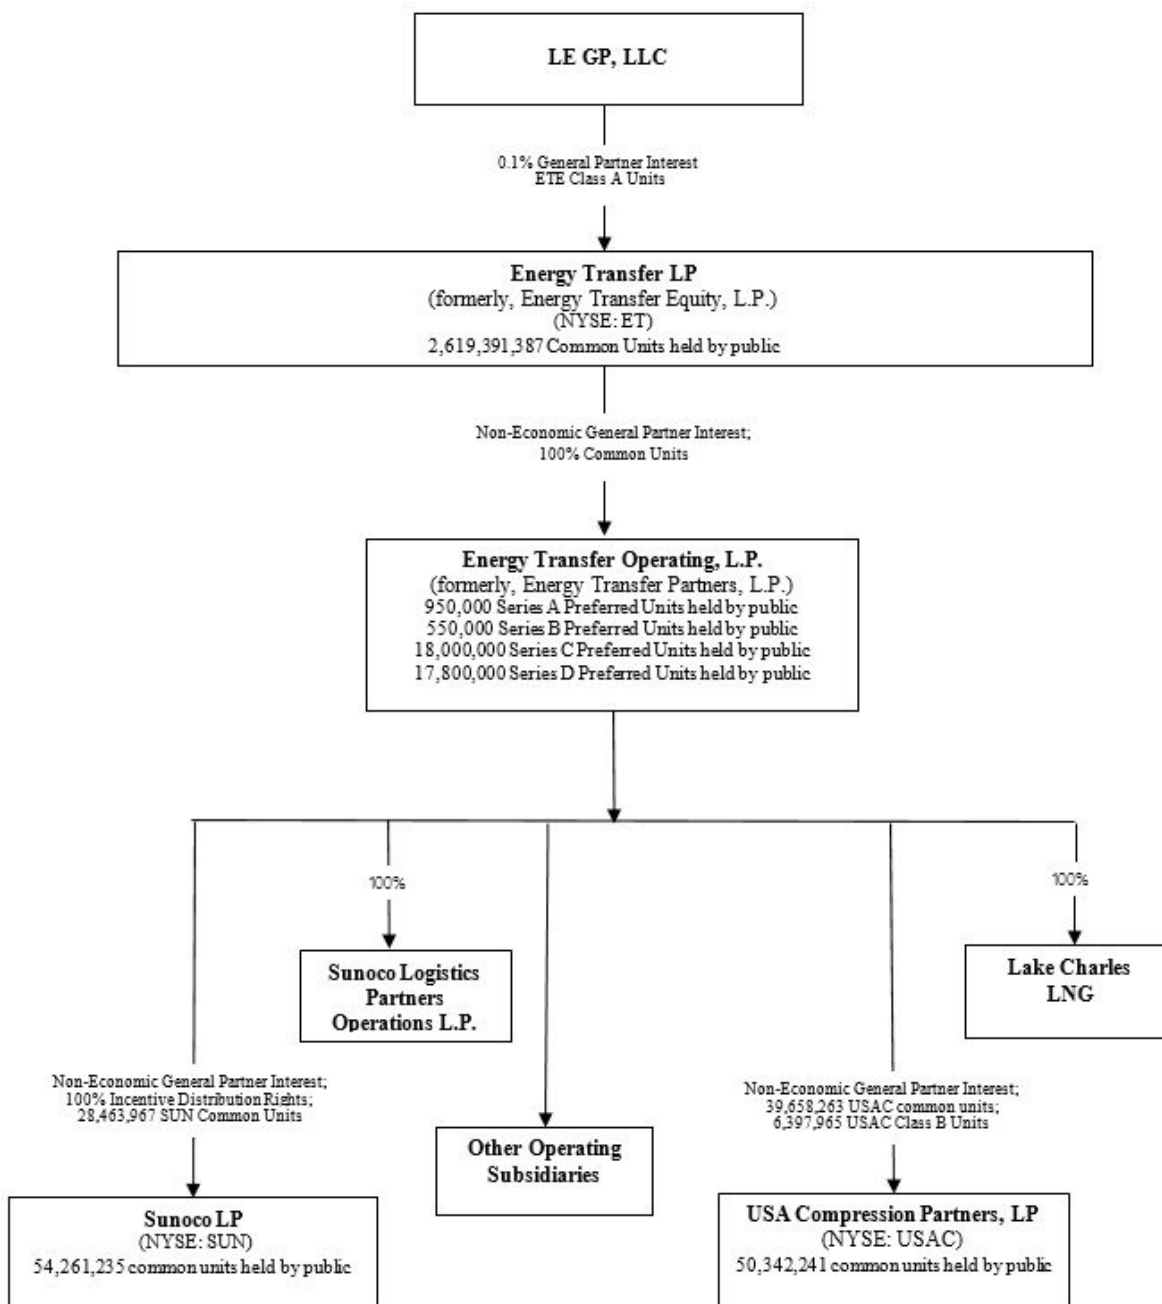 LE GP, LLC
0.1% General Partner Interest
ETE Class A Units
Energy Transfer LP
(formerly, Energy Transfer Equity, L.P.)
(NYSE: ET)
2,619,391,387 Common Units held by public
Non-Economic General Partner Interest;
100% Common Units
Energy Transfer Operating, L.P.
(formerly, Energy Transfer Partners, L.P.)
950,000 Series A Preferred Units held by public
550,000 Series B Preferred Units held by public
18,000,000 Series C Preferred Units held by public
17,800,000 Series D Preferred Units held by public
100%
100%
Sunoco Logistics
Partners
Operations L.P.
Lake Charles
LNG
Non-Economic General Partner Interest;
100% Incentive Distribution Rights;
28,463,967 SUN Common Units
Non-Economic General Partner Interest;
39,658,263 USAC common units;
6,397,965 USAC Class B Units
Other Operating
Subsidiaries
Sunoco LP
(NYSE: SUN)
54,261,235 common units held by public
USA Compression Partners, LP
(NYSE: USAC)
50,342,241 common units held by public